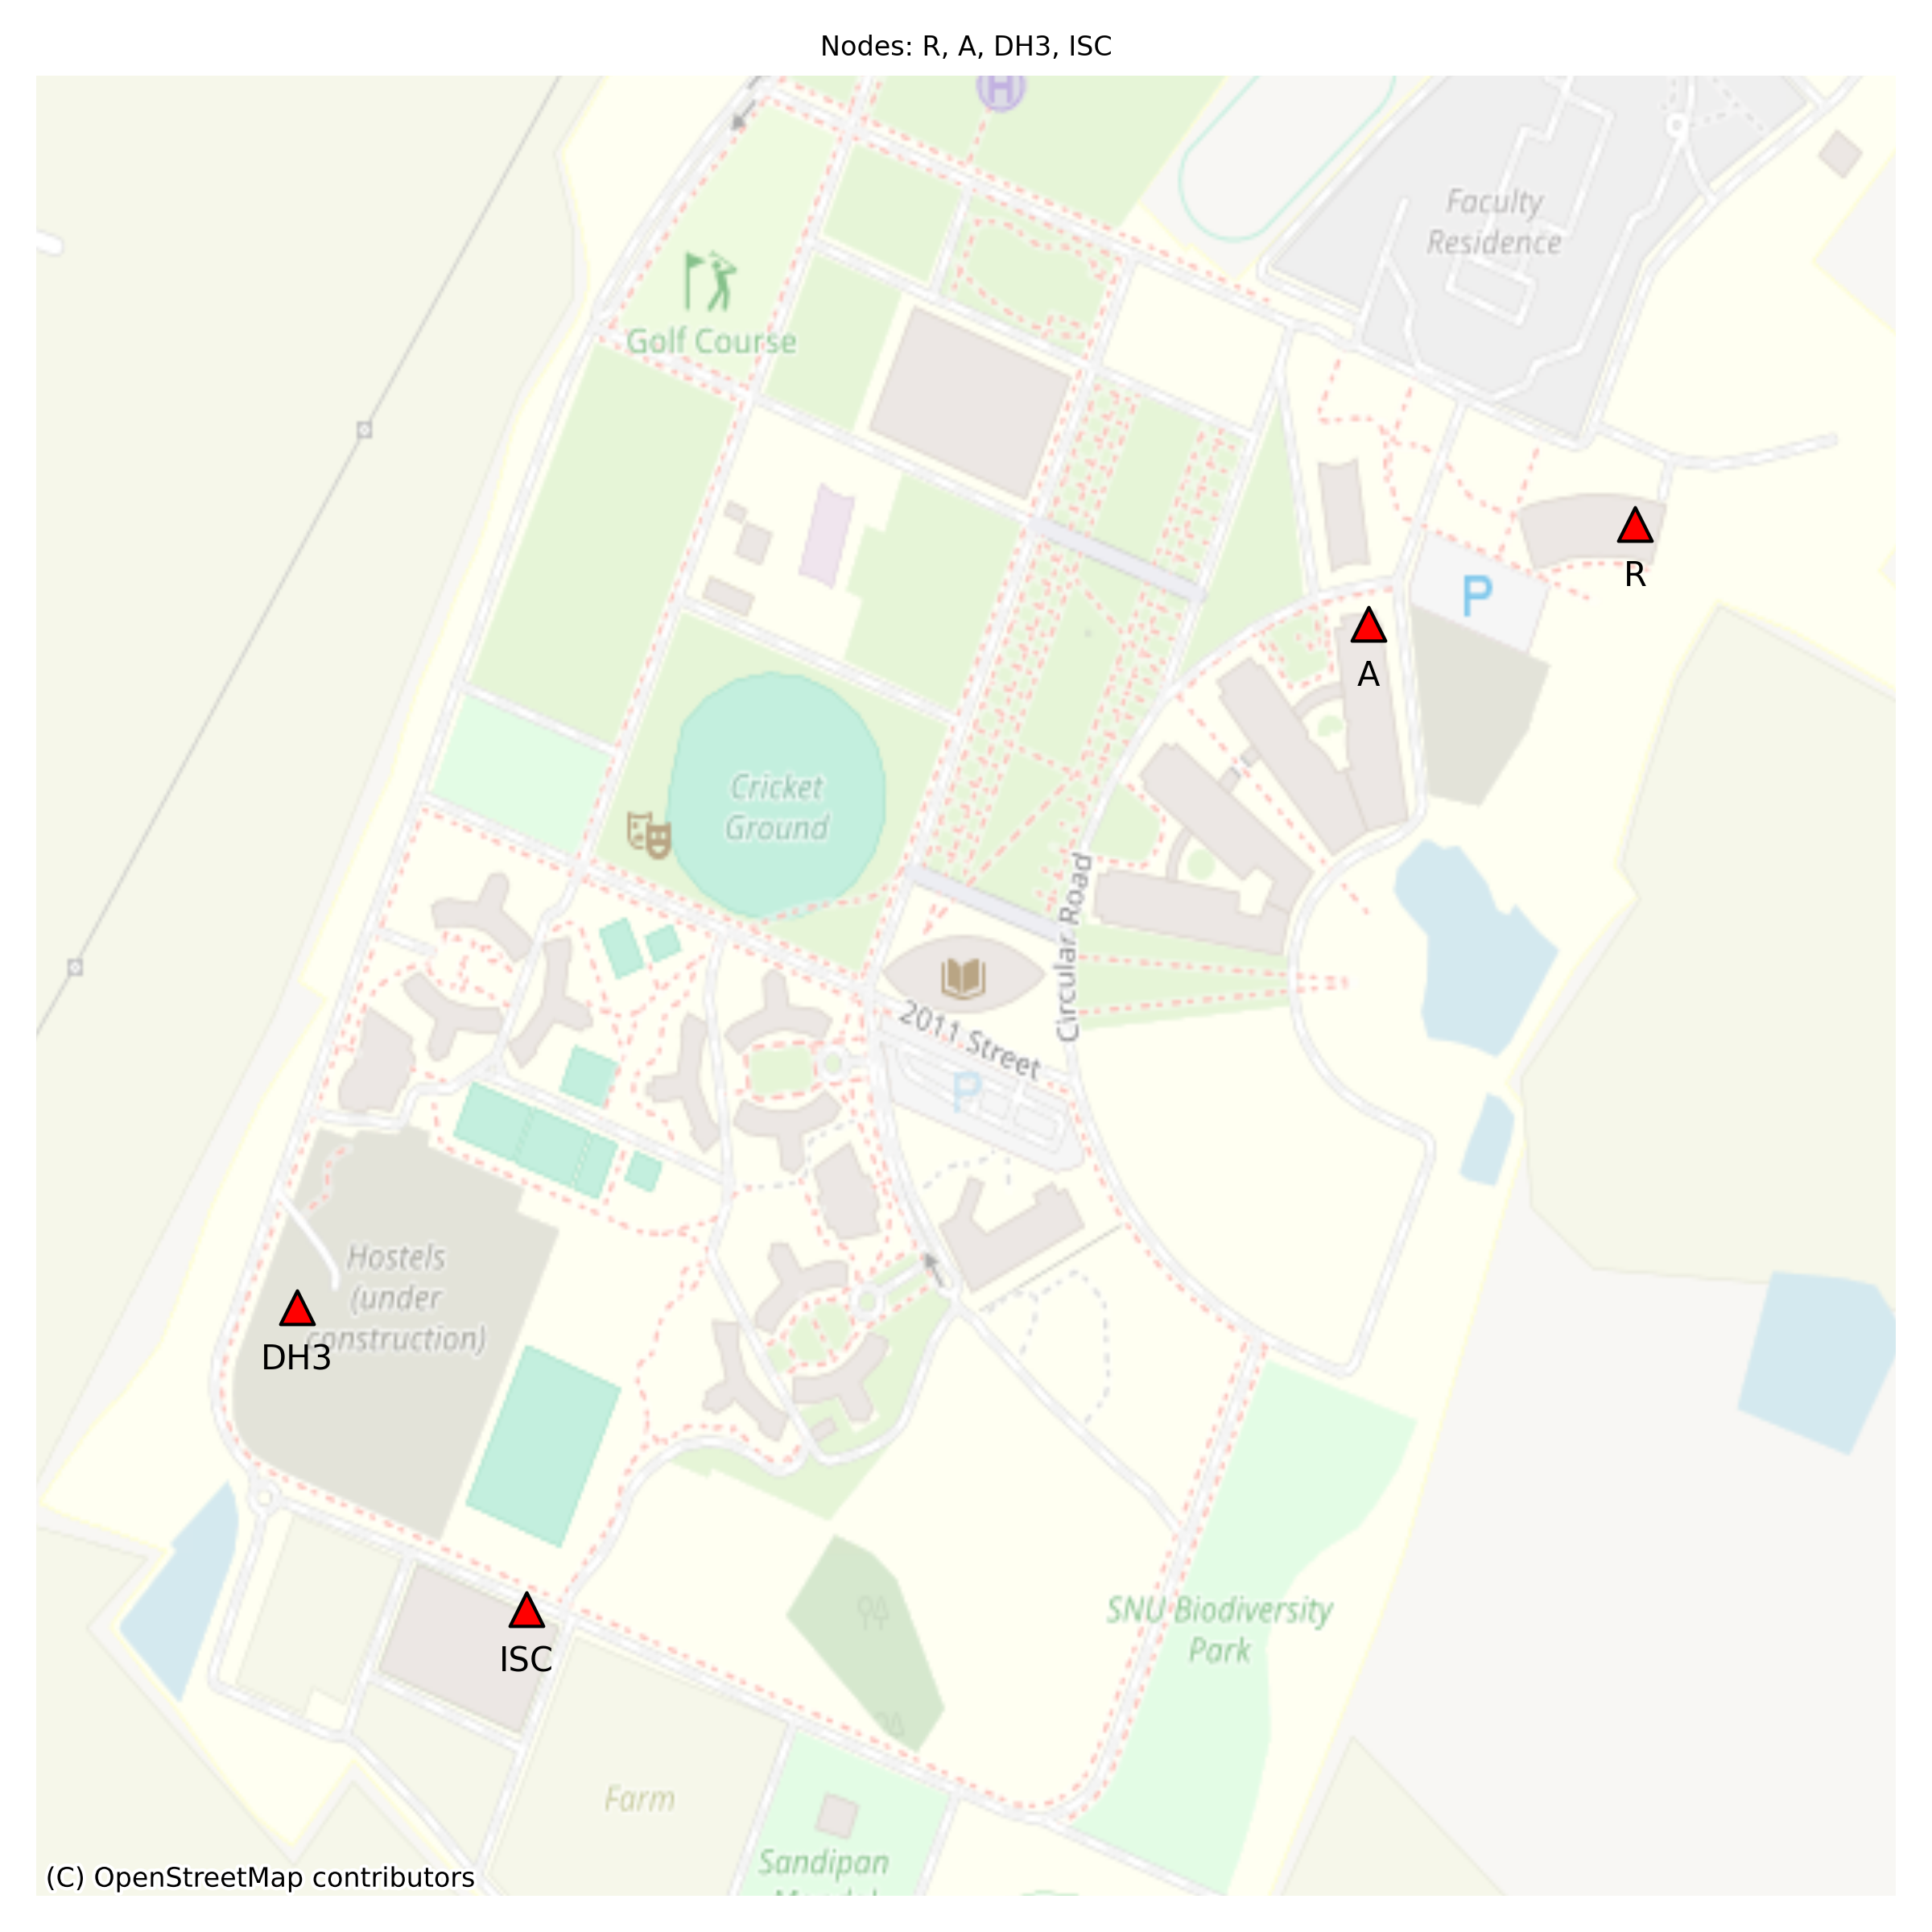 Nodes: R, A, DH3, ISC
H
Faculty
Residence
Golf Course
R
P
A
Cricket
Ground
Circular Road
2011 Street
P
Hostels
(under
construction)
DH3
SNU Biodiversity
Park
ISC
Farm
Sandipan
(C) OpenStreetMap contributors